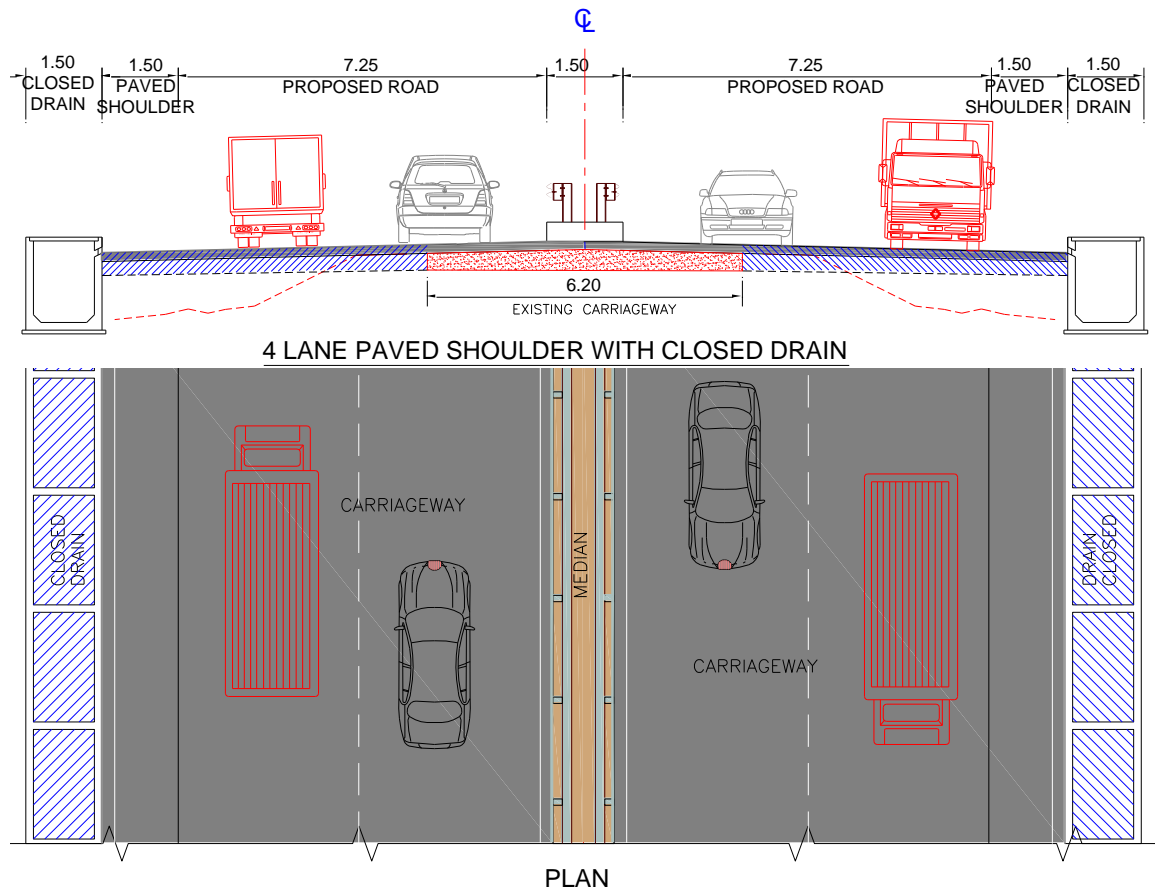 CL
1.50
CLOSED
DRAIN
1.50
PAVED
SHOULDER
7.25
PROPOSED ROAD
1.50
7.25
PROPOSED ROAD
1.50
PAVED
SHOULDER
1.50
CLOSED
DRAIN
6.20
EXISTING CARRIAGEWAY
4 LANE PAVED SHOULDER WITH CLOSED DRAIN
CLOSED
DRAIN
CARRIAGEWAY
MEDIAN
CARRIAGEWAY
DRAIN
CLOSED
PLAN